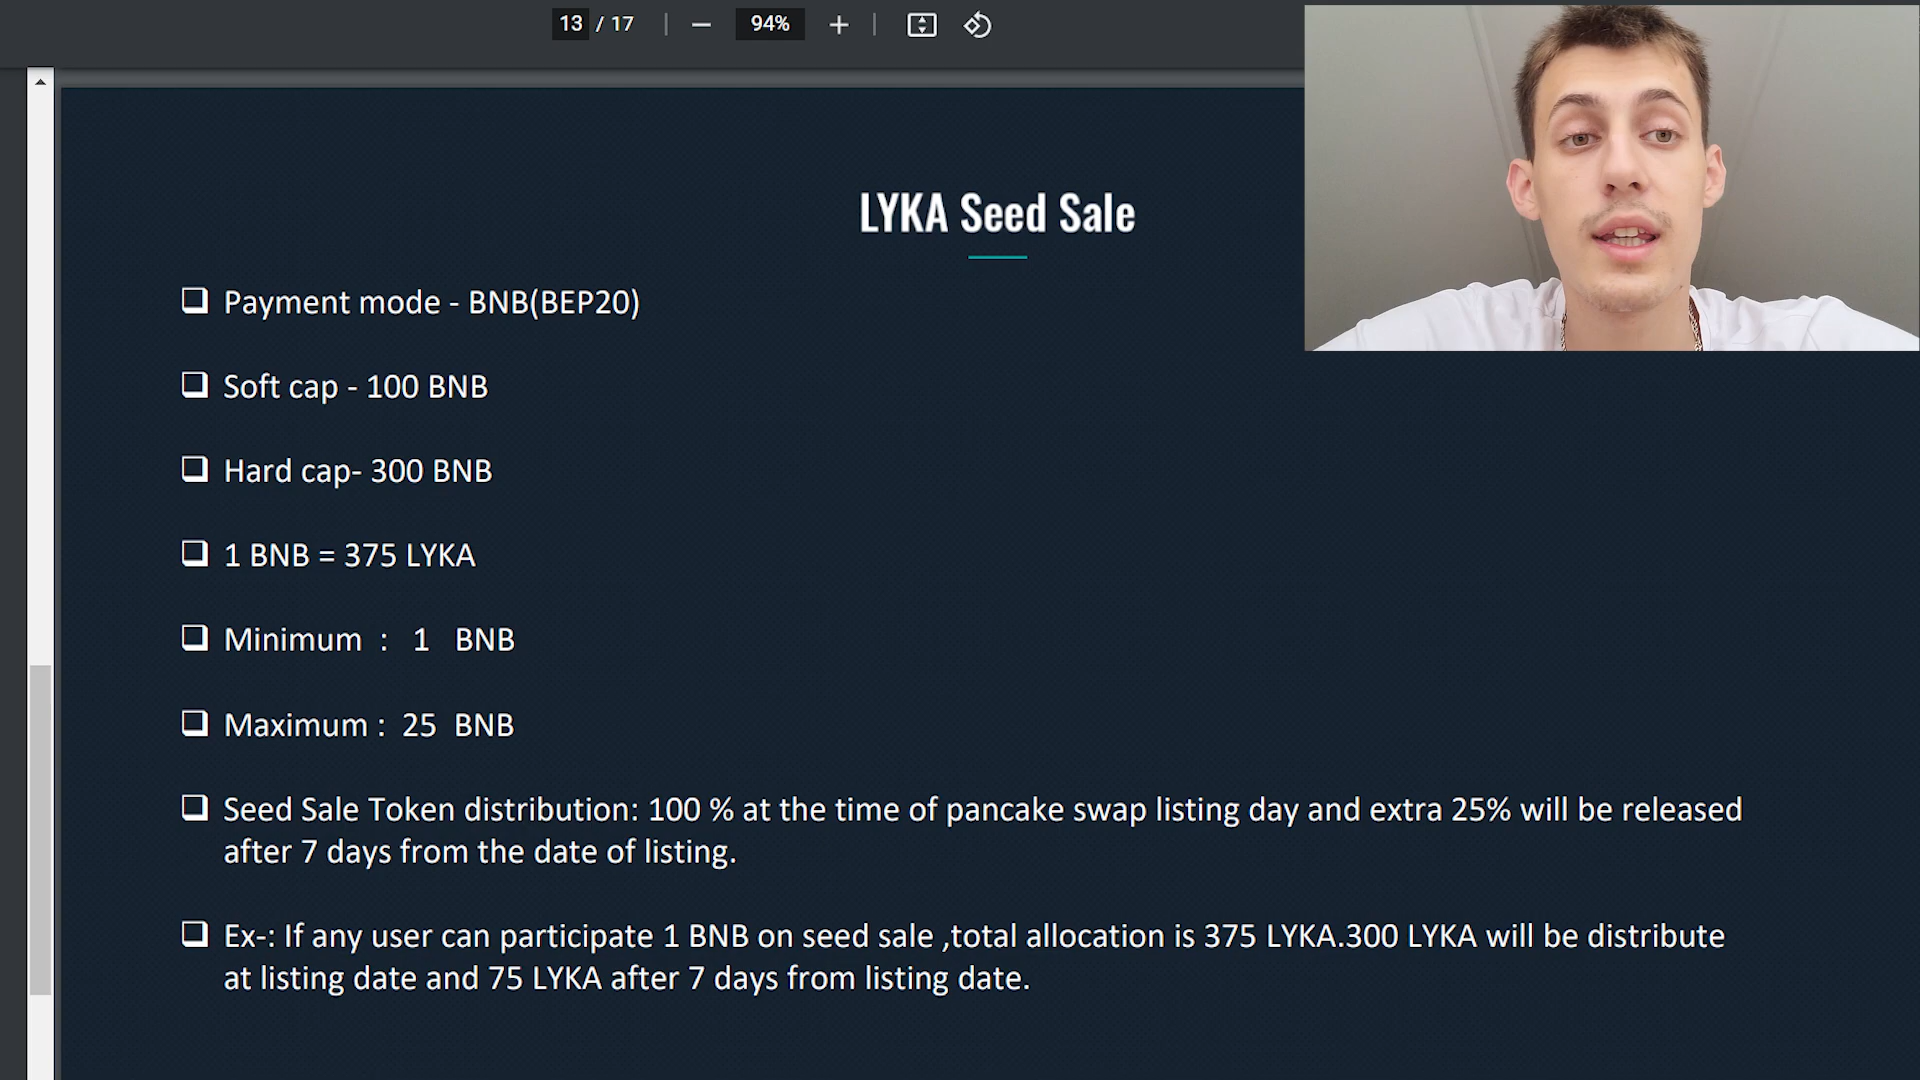 13 / 17
94%
LYKA Seed Sale
Payment mode - BNB(BEP20)
Soft cap - 100 BNB
Hard cap- 300 BNB
1 BNB = 375 LYKA
Minimum : 1 BNB
Maximum : 25 BNB
Seed Sale Token distribution: 100 % at the time of pancake swap listing day and extra 25% will be released
after 7 days from the date of listing.
Ex-: If any user can participate 1 BNB on seed sale ,total allocation is 375 LYKA.300 LYKA will be distribute
at listing date and 75 LYKA after 7 days from listing date.